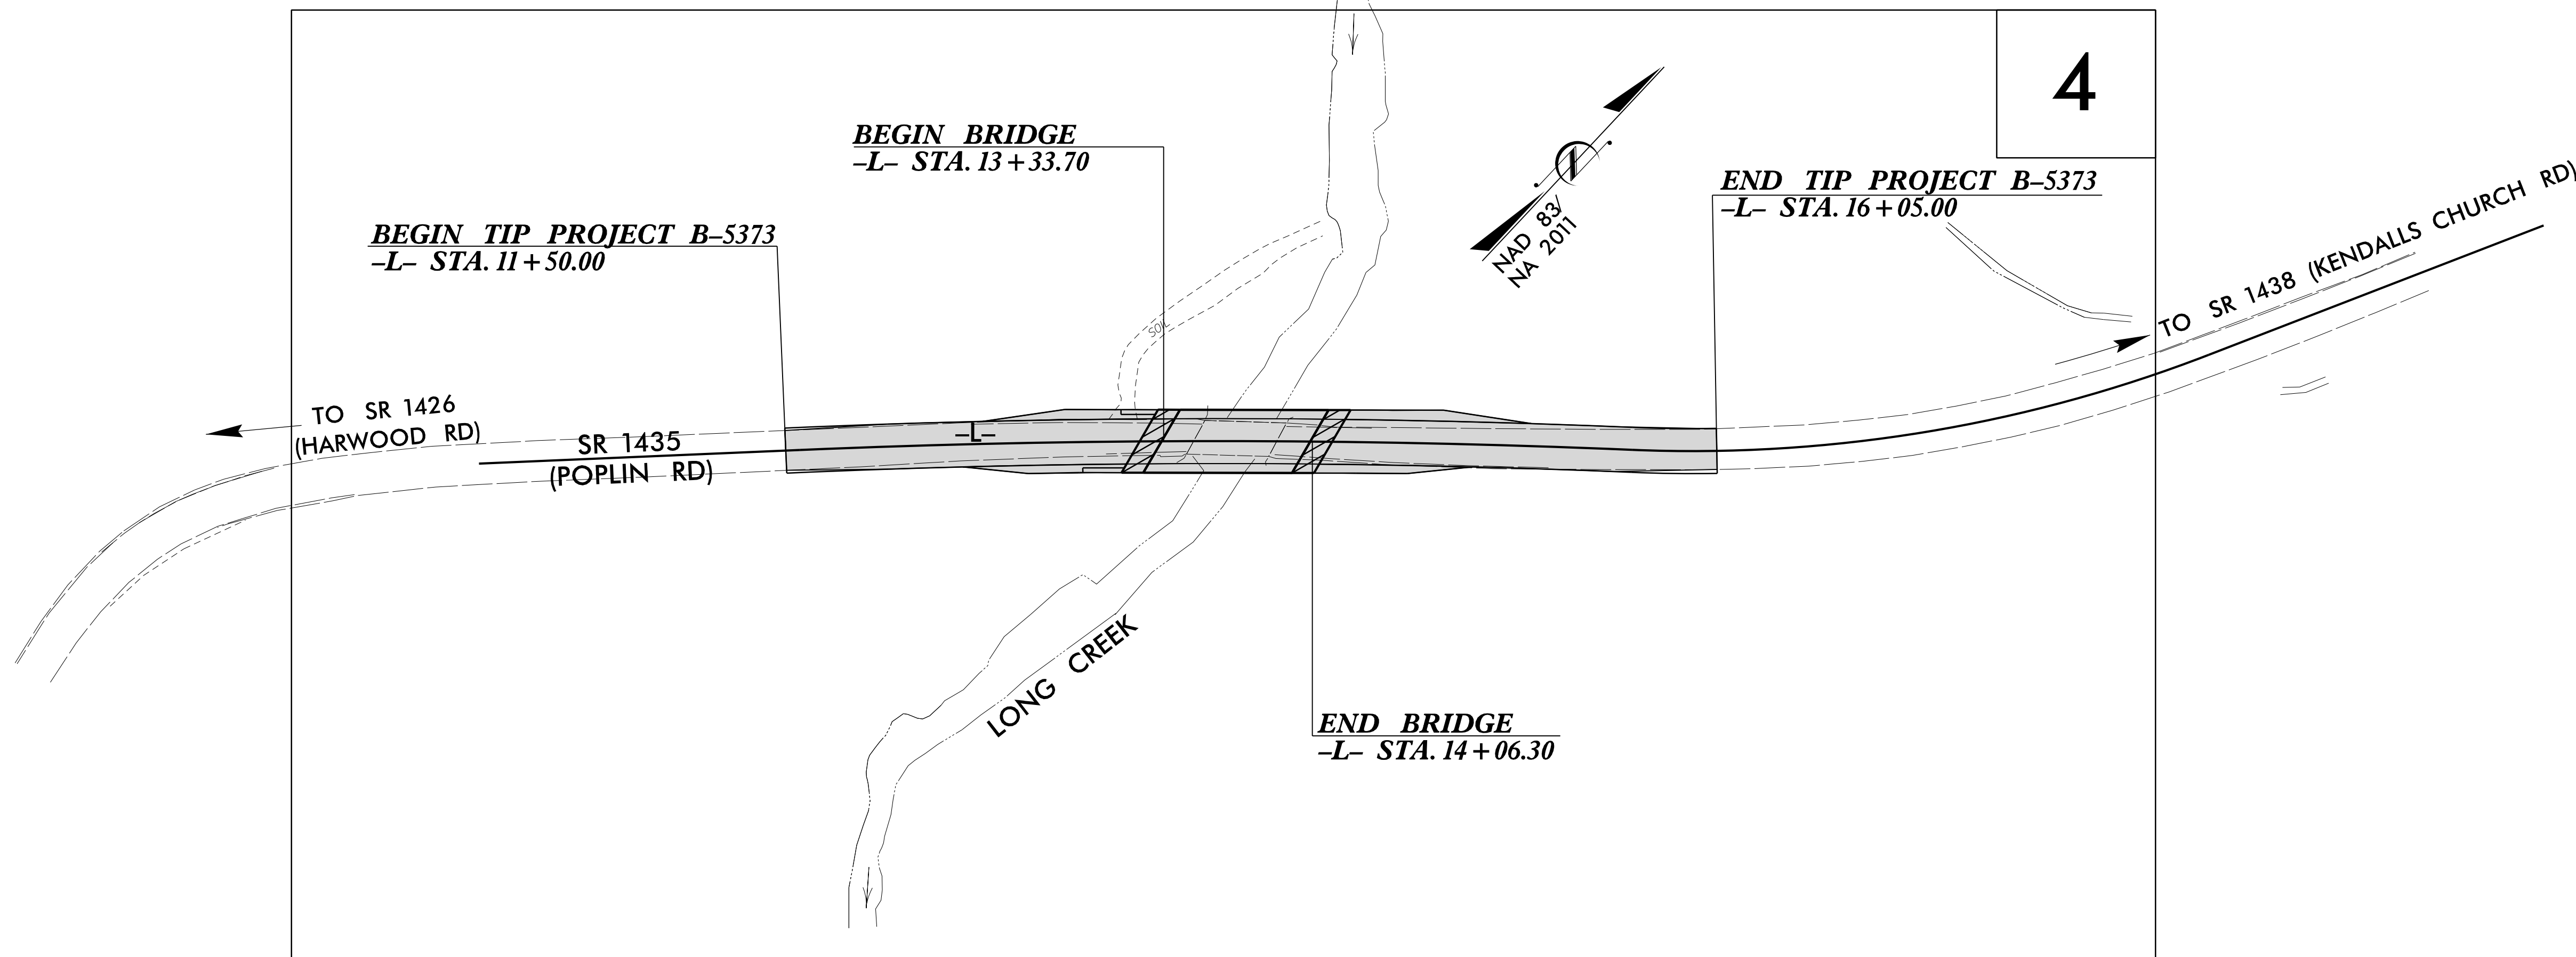 4
BEGIN BRIDGE
–L– STA. 13+33.70
BEGIN TIP PROJECT B–5373
–L– STA. 11+50.00
END TIP PROJECT B–5373
–L– STA. 16+05.00
NAD 83/
NA 2011
SOIL
TO SR 1438 (KENDALLS CHURCH RD)
TO SR 1426
(HARWOOD RD)
SR 1435
(POPLIN RD)
–L–
LONG CREEK
END BRIDGE
–L– STA. 14+06.30